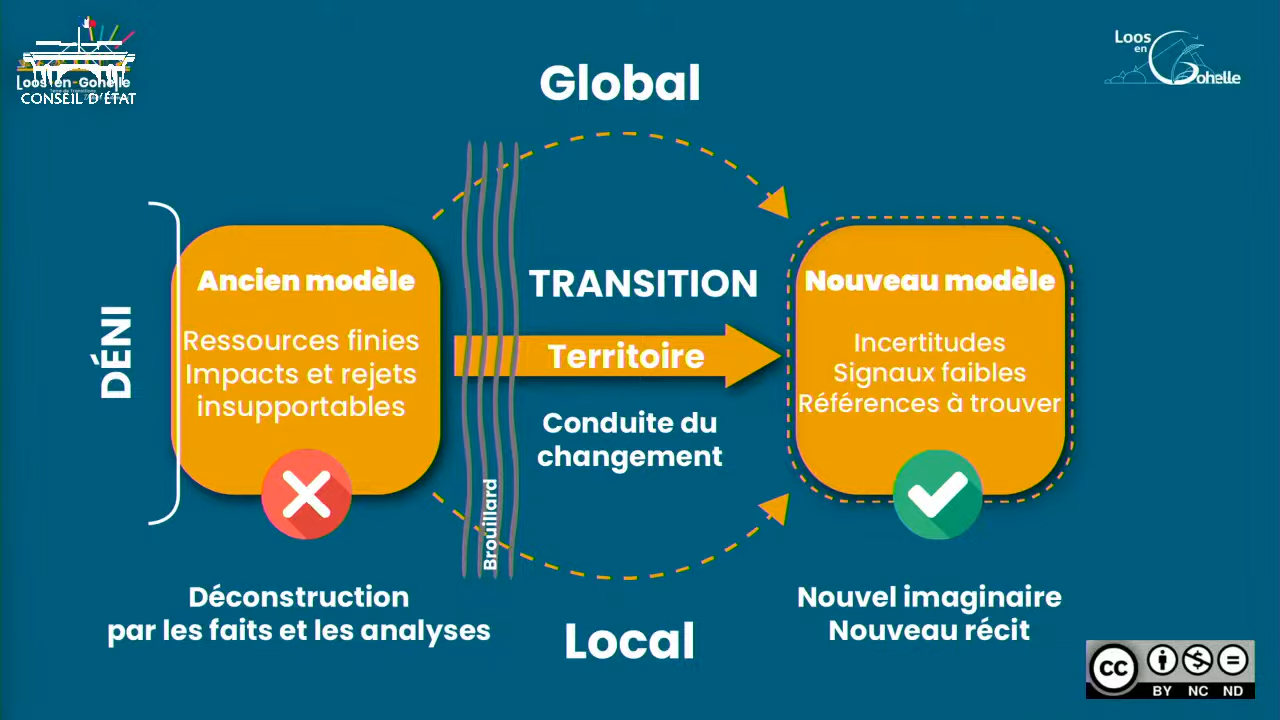 Loos-en-Gohelle
CONSEIL D'ÉTAT
Loos
en
Gohelle
Global
DÉNI
Ancien modèle
Ressources finies
Impacts et rejets
insupportables
TRANSITION
Territoire
Conduite du
changement
Brouillard
Nouveau modèle
Incertitudes
Signaux faibles
Références à trouver
Déconstruction
par les faits et les analyses
Local
Nouvel imaginaire
Nouveau récit
cc
BY NC ND